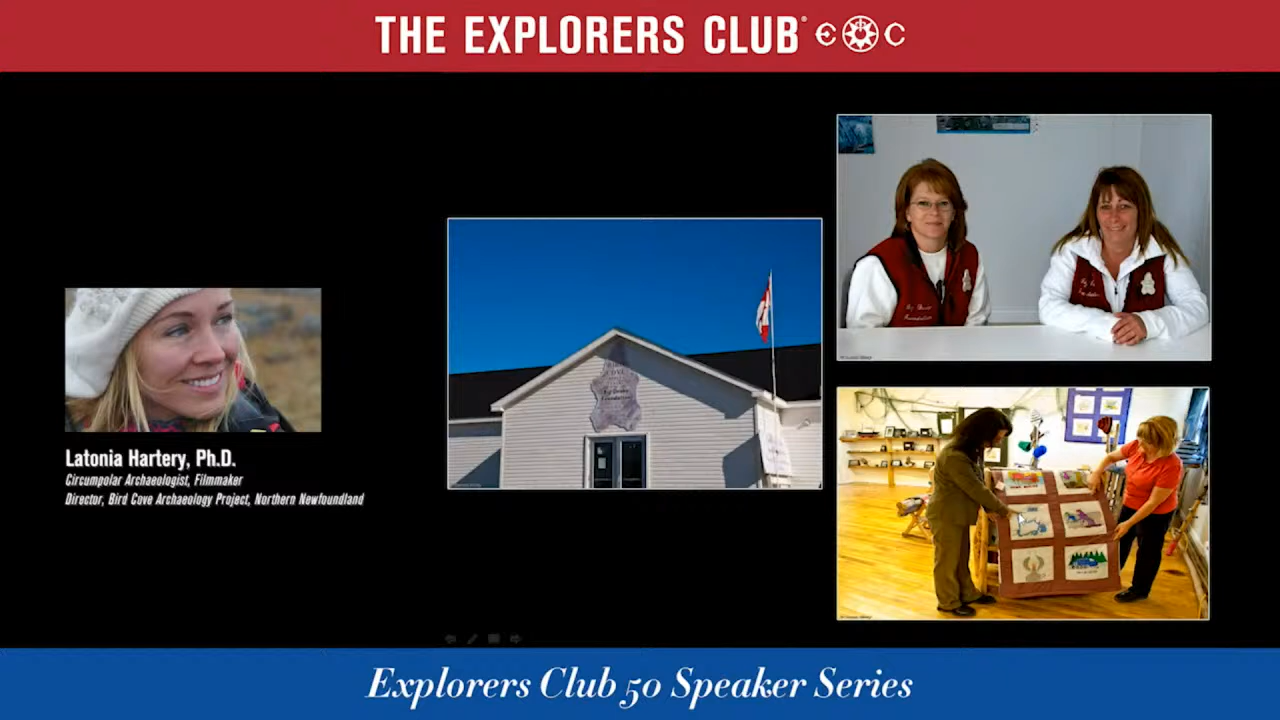 THE EXPLORERS CLUB® E C
Latonia Hartery, Ph.D.
Circumpolar Archaeologist, Filmmaker
Director, Bird Cove Archaeology Project, Northern Newfoundland
Explorers Club 50 Speaker Series